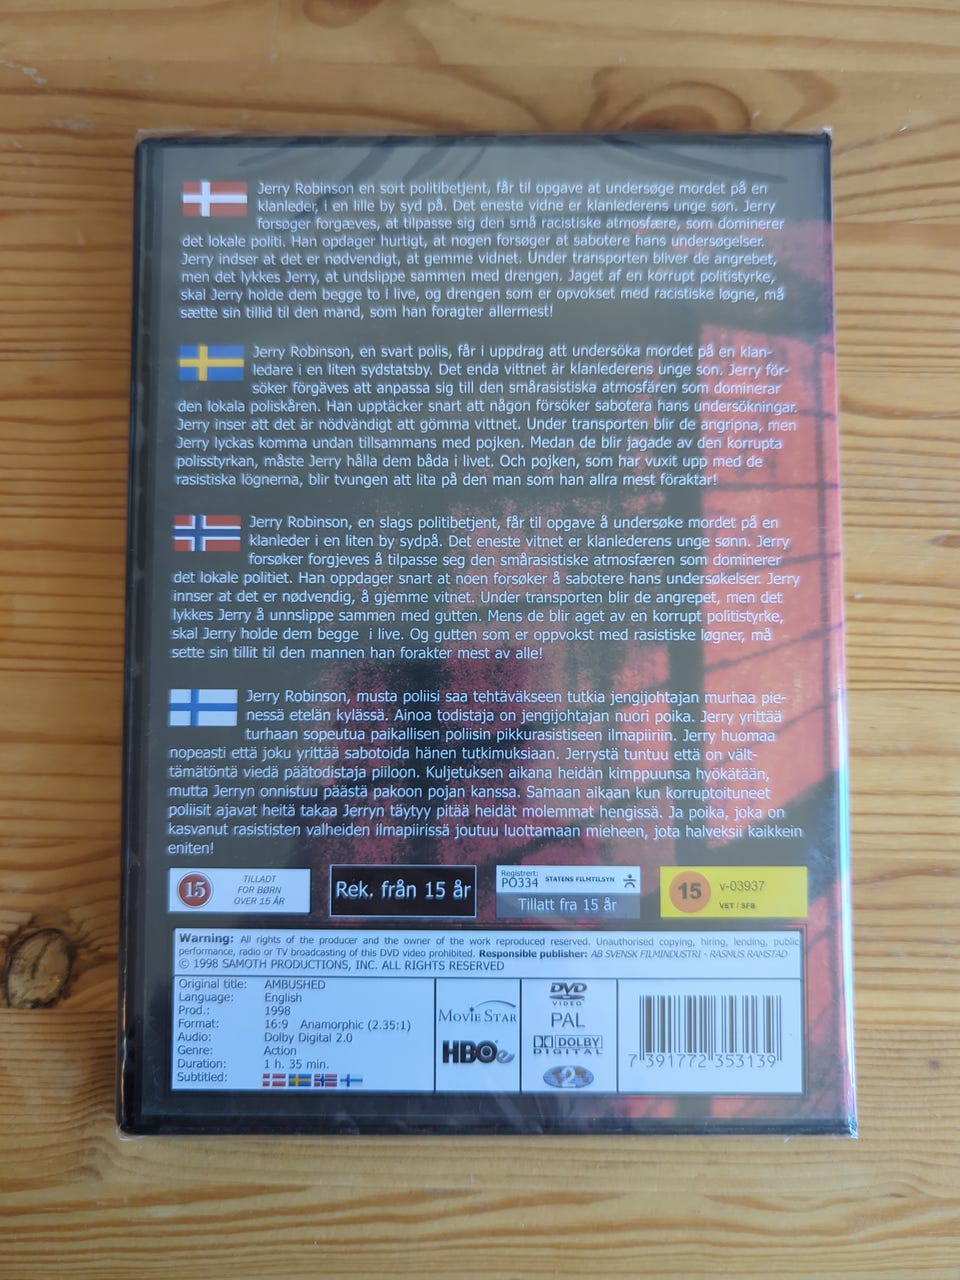 Jerry Robinson en sort politibetjent, får til opgave at undersøge mordet på en
klanleder, i en lille by syd på. Det eneste vidne er klanlederens unge søn. Jerry
forsøger forgæves, at tilpasse sig den små racistiske atmosfære, som dominerer
det lokale politi. Han opdager hurtigt, at nogen forsøger at sabotere hans undersøgelser.
Jerry indser at det er nødvendigt, at gemme vidnet. Under transporten bliver de angrebet,
men det lykkes Jerry, at undslippe sammen med drengen. Jaget af en korrupt politistyrke,
skal Jerry holde dem begge to i live, og drengen som er opvokset med racistiske løgne, må
sætte sin tillid til den mand, som han foragter allermest!
Jerry Robinson, en svart polis, får i uppdrag att undersöka mordet på en klan-
ledare i en liten sydstatsby. Det enda vittnet är klanledarens unge son. Jerry för-
söker förgäves att anpassa sig till den smårasistiska atmosfären som dominerar
den lokala poliskåren. Han upptäcker snart att någon försöker sabotera hans undersökningar.
Jerry inser att det är nödvändigt att gömma vittnet. Under transporten blir de angripna, men
Jerry lyckas komma undan tillsammans med pojken. Medan de blir jagade av den korrupta
polisstyrkan, måste Jerry hålla dem båda i livet. Och pojken, som har vuxit upp med de
rasistiska lögnerna, blir tvungen att lita på den man som han allra mest föraktar!
Jerry Robinson, en slags politibetjent, får til opgave å undersøke mordet på en
klanleder i en liten by sydpå. Det eneste vitnet er klanlederens unge sønn. Jerry
forsøker forgjeves å tilpasse seg den smårasistiske atmosfæren som dominerer
det lokale politiet. Han oppdager snart at noen forsøker å sabotere hans undersøkelser. Jerry
innser at det er nødvendig, å gjemme vitnet. Under transporten blir de angrepet, men det
lykkes Jerry å unnslippe sammen med gutten. Mens de blir aget av en korrupt politistyrke,
skal Jerry holde dem begge i live. Og gutten som er oppvokst med rasistiske løgner, må
sette sin tillit til den mannen han forakter mest av alle!
Jerry Robinson, musta poliisi saa tehtäväkseen tutkia jengijohtajan murhaa pie-
nessä etelän kylässä. Ainoa todistaja on jengijohtajan nuori poika. Jerry yrittää
turhaan sopeutua paikallisen poliisin pikkurasistiseen ilmapiiriin. Jerry huomaa
nopeasti että joku yrittää sabotoida hänen tutkimuksiaan. Jerrystä tuntuu että on vält-
tämätöntä viedä päätodistaja piiloon. Kuljetuksen aikana heidän kimppuunsa hyökätään,
mutta Jerryn onnistuu päästä pakoon pojan kanssa. Samaan aikaan kun korruptoituneet
poliisit ajavat heitä takaa Jerryn täytyy pitää heidät molemmat hengissä. Ja poika, joka on
kasvanut rasististen valheiden ilmapiirissä joutuu luottamaan mieheen, jota halveksii kaikkein
eniten!
15 TILLADT
FOR BØRN
OVER 15 ÅR
Rek. från 15 år
Registrert:
PO334 STATENS FILMTILSYN
Tillatt fra 15 år
15 v-03937
VET / SFB
Warning: All rights of the producer and the owner of the work reproduced reserved. Unauthorised copying, hiring, lending, public
performance, radio or TV broadcasting of this DVD video prohibited. Responsible publisher: AB SVENSK FILMINDUSTRI - RASMUS RAMSTAD
© 1998 SAMOTH PRODUCTIONS, INC. ALL RIGHTS RESERVED
Original title: AMBUSHED
Language: English
Prod.: 1998
Format: 16:9 Anamorphic (2.35:1)
Audio: Dolby Digital 2.0
Genre: Action
Duration: 1 h. 35 min.
Subtitled:
MOVIE STAR
HBO
DVD
VIDEO
PAL
DOLBY
DIGITAL
2
7 391772 353139